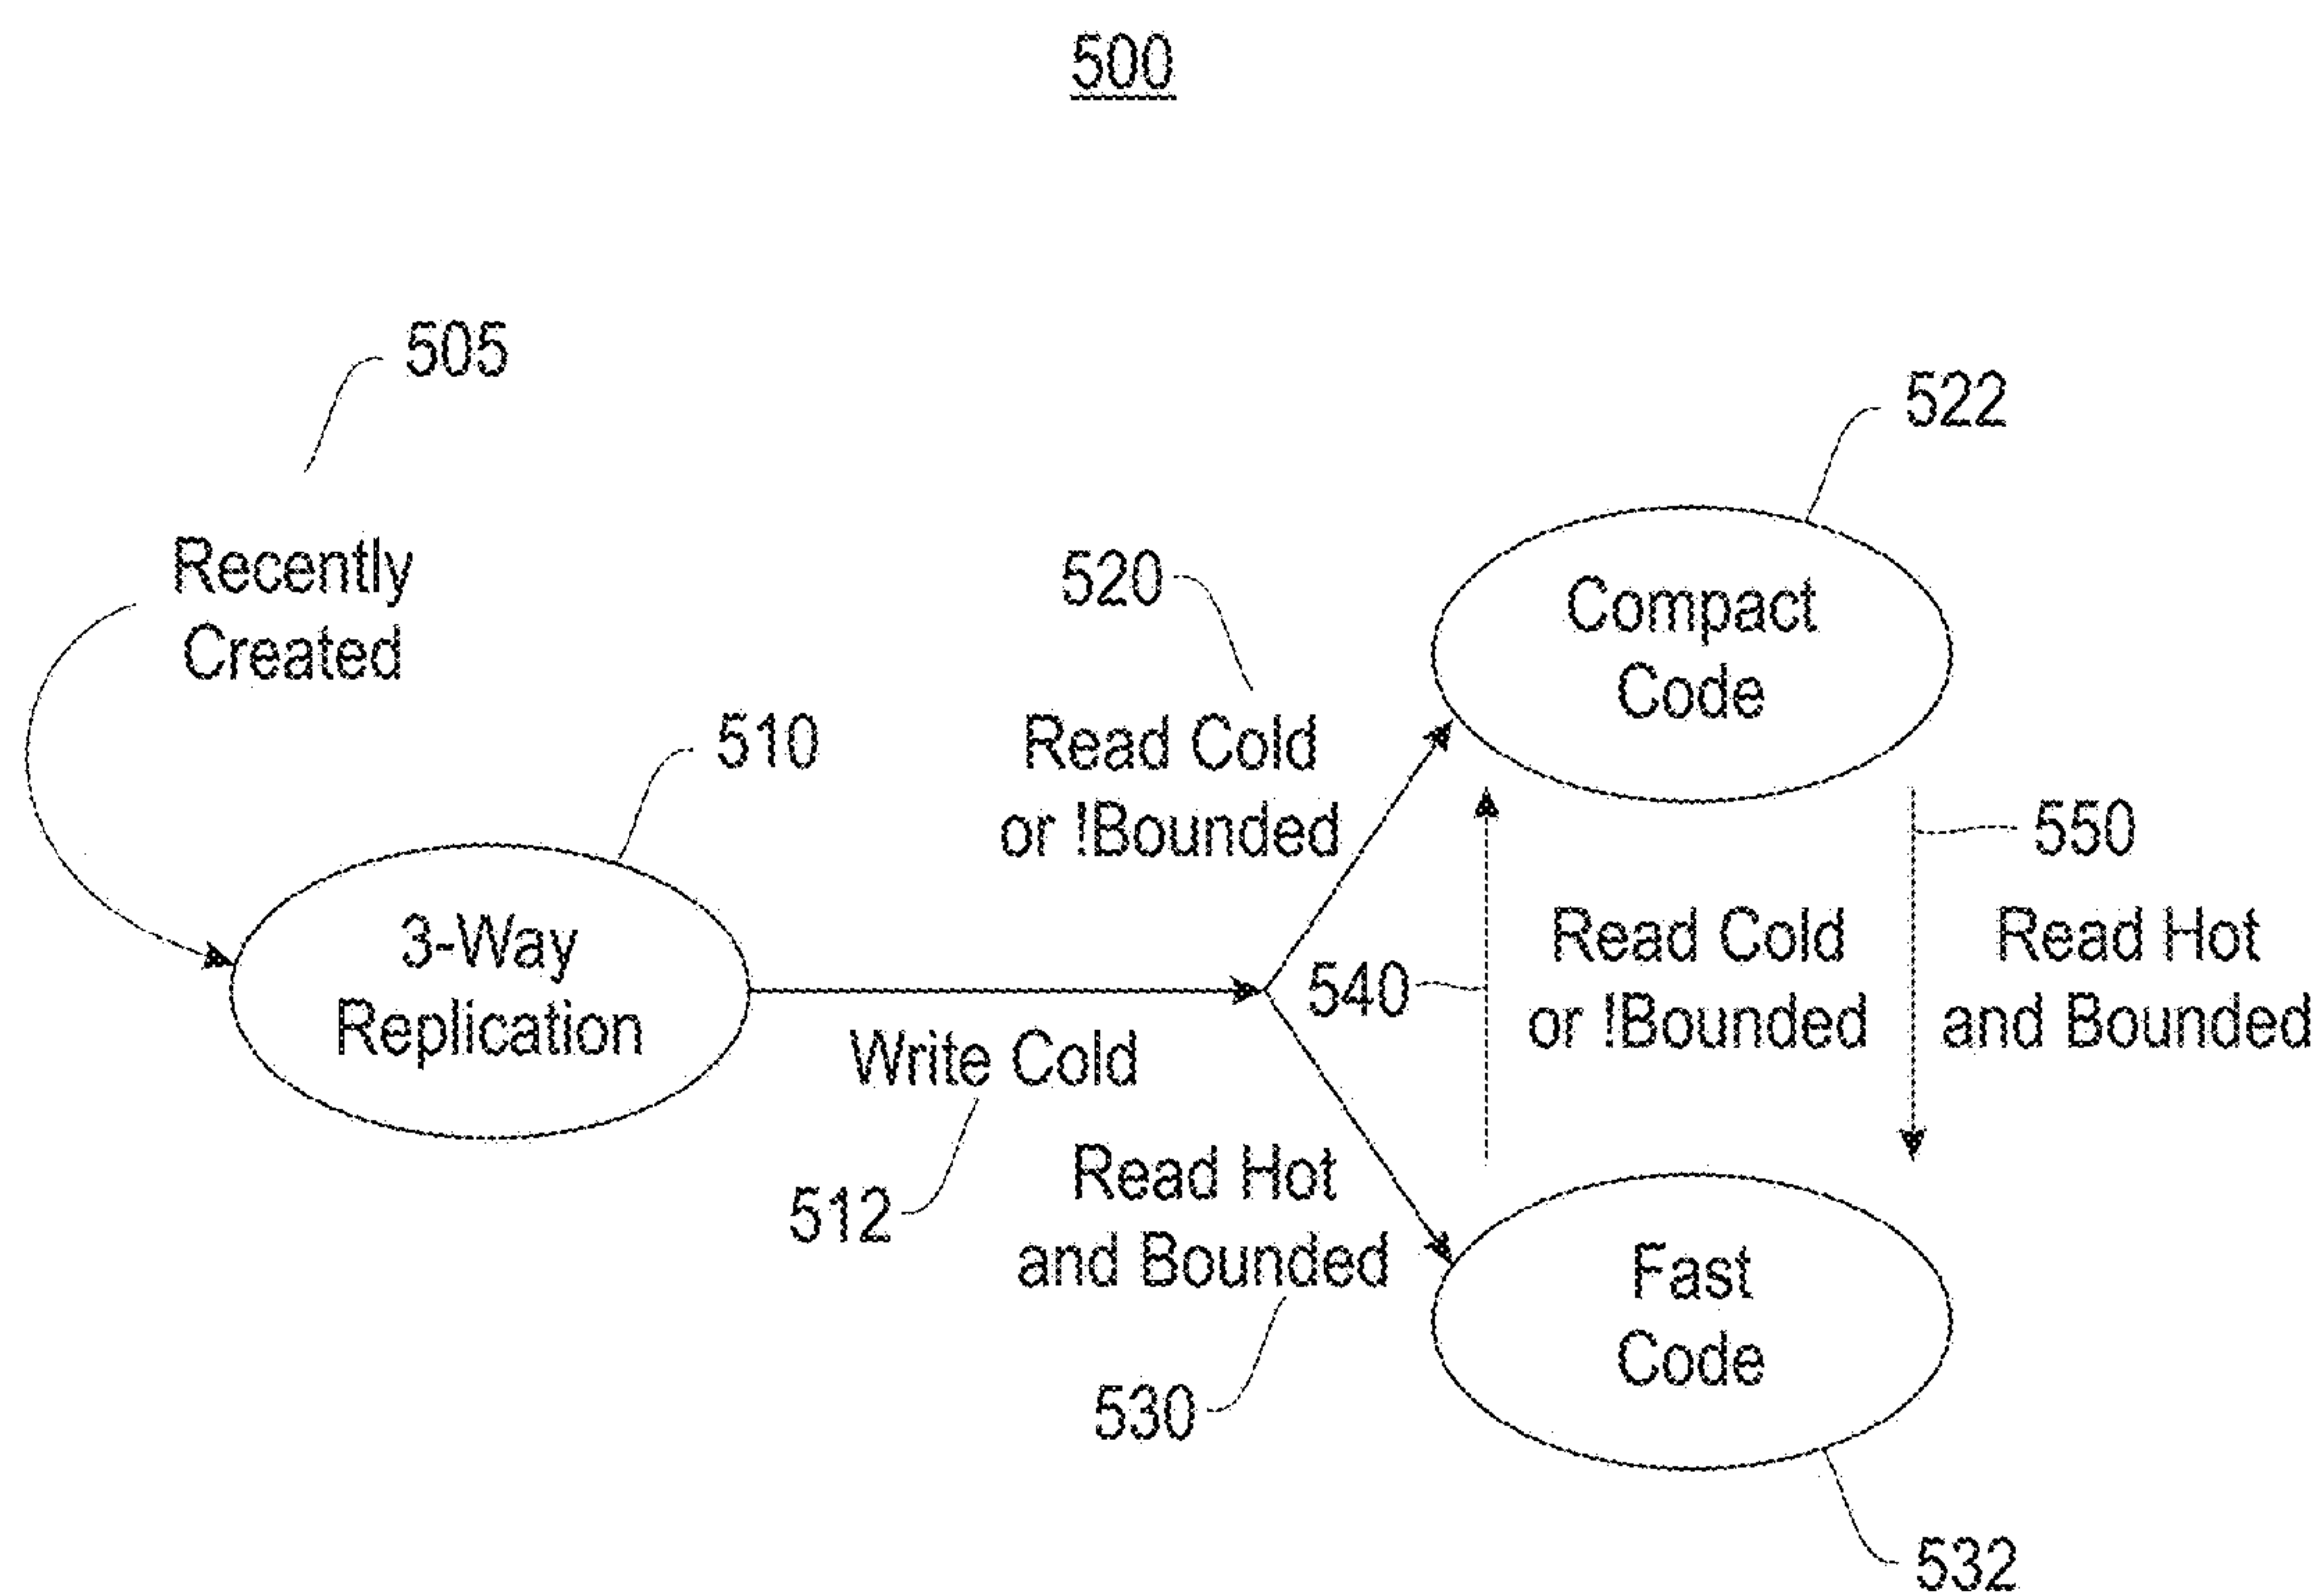 500
505
Recently
Created
510
3-Way
Replication
Write Cold
512
520
Read Cold
or !Bounded
Read Hot
and Bounded
530
522
Compact
Code
540
Read Cold
or !Bounded
550
Read Hot
and Bounded
Fast
Code
532